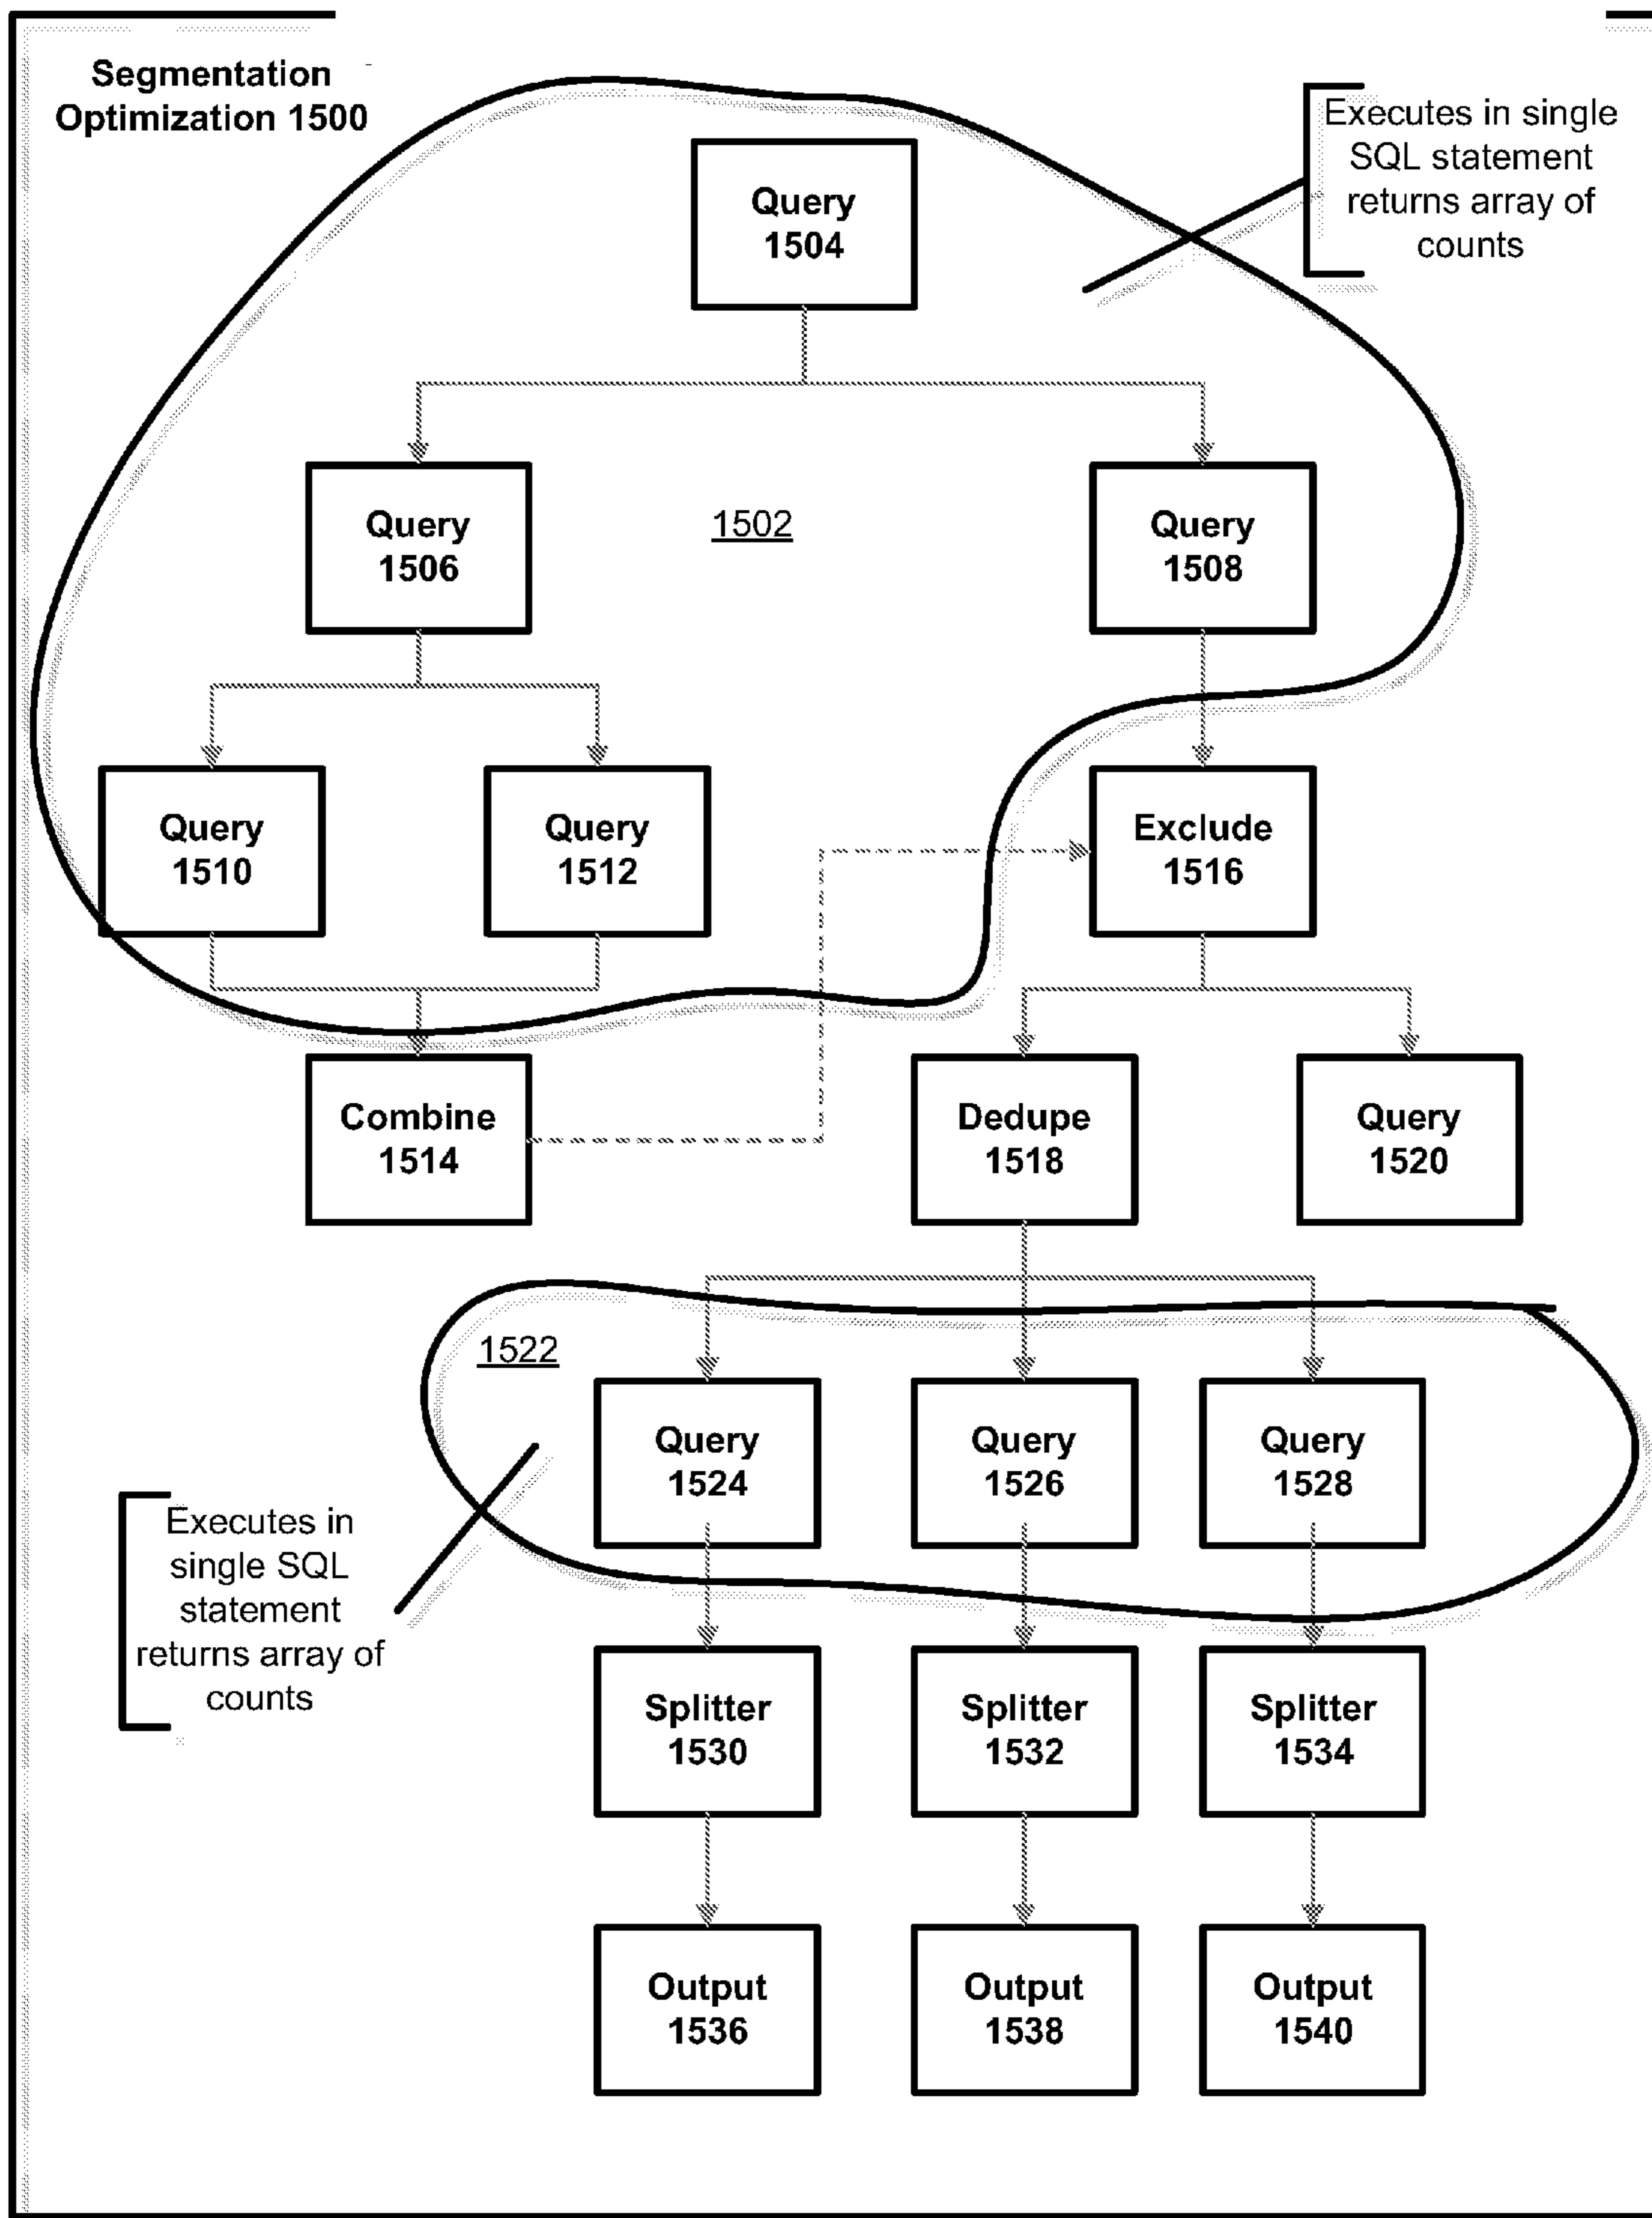 Segmentation
Optimization 1500
Executes in single
SQL statement
returns array of
counts
Query
1504
Query
1506
1502
Query
1508
Query
1510
Query
1512
Exclude
1516
Combine
1514
Dedupe
1518
Query
1520
1522
Query
1524
Query
1526
Query
1528
Executes in
single SQL
statement
returns array of
counts
Splitter
1530
Splitter
1532
Splitter
1534
Output
1536
Output
1538
Output
1540